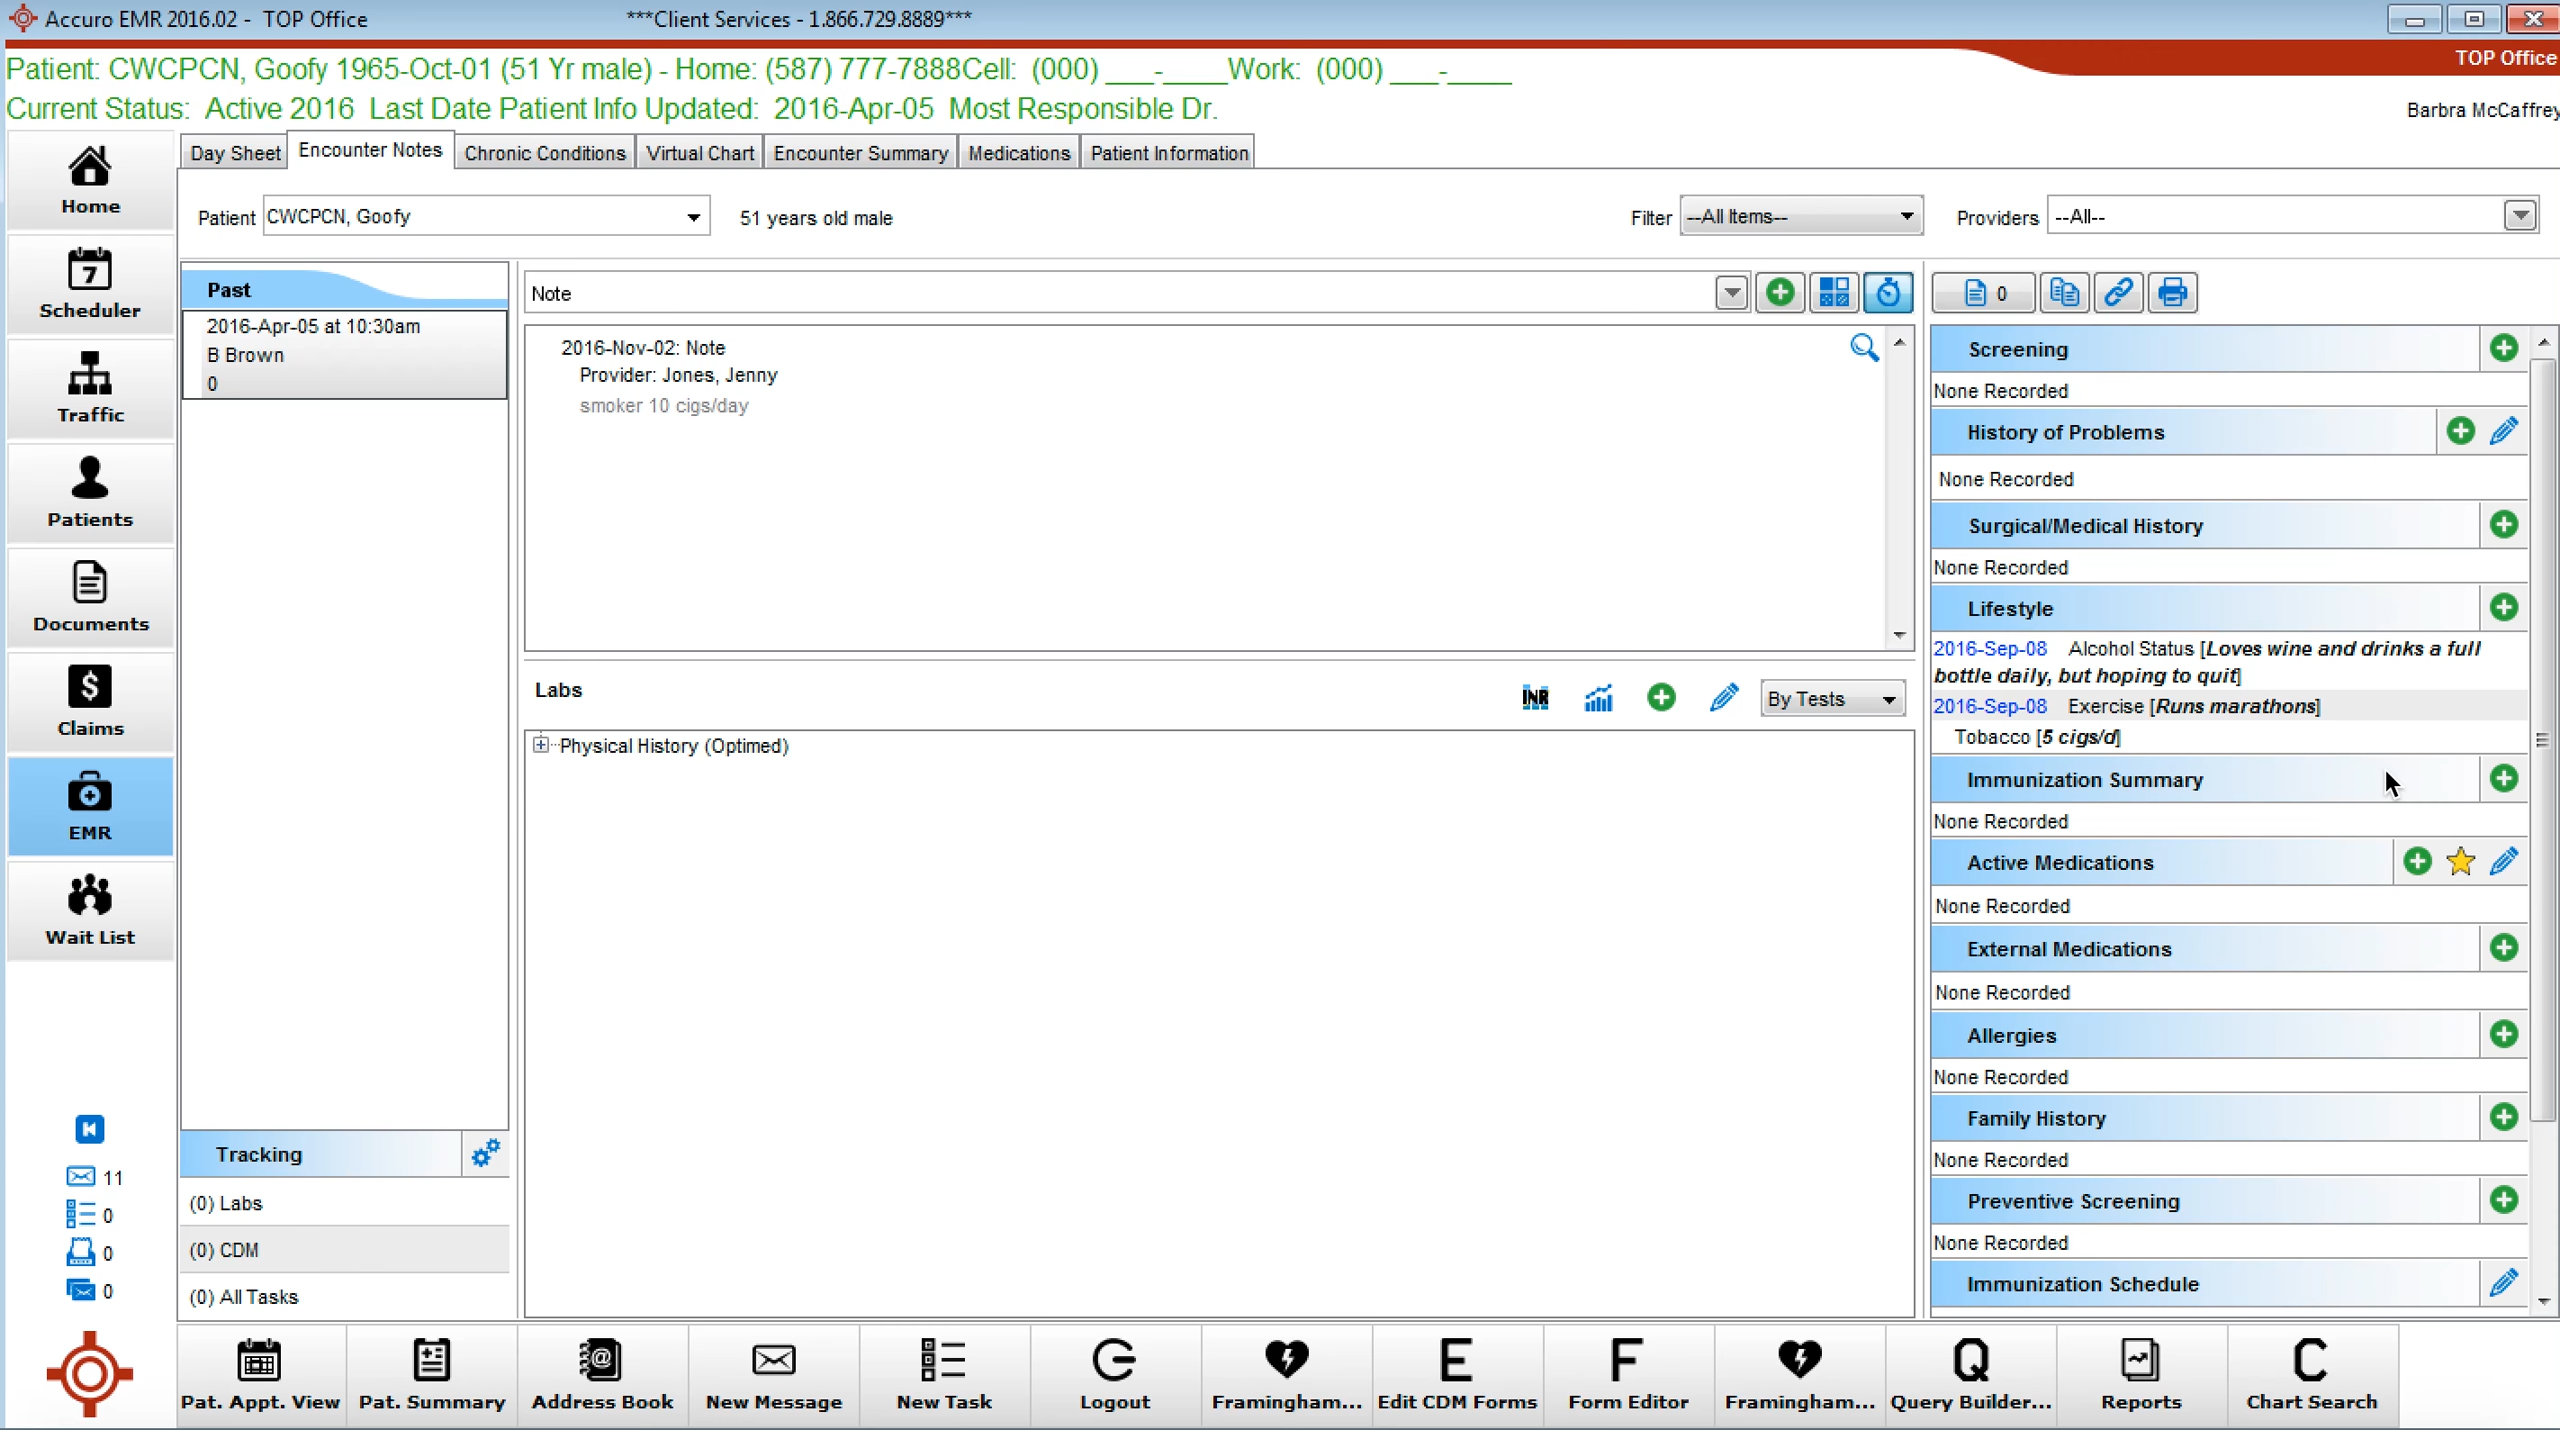 Accuro EMR 2016.02 - TOP Office
***Client Services - 1.866.729.8889***
TOP Office
Patient: CWCPCN, Goofy 1965-Oct-01 (51 Yr male) - Home: (587) 777-7888Cell: (000) ___-____Work: (000) ___-____
Current Status: Active 2016 Last Date Patient Info Updated: 2016-Apr-05 Most Responsible Dr.
Barbra McCaffrey
Home
7
Scheduler
Traffic
Patients
Documents
$
Claims
EMR
Wait List
11
0
0
0
Day Sheet
Encounter Notes
Chronic Conditions
Virtual Chart
Encounter Summary
Medications
Patient Information
Patient
CWCPCN, Goofy
51 years old male
Filter
--All Items--
Providers
--All--
Past
2016-Apr-05 at 10:30am
B Brown
0
Tracking
(0) Labs
(0) CDM
(0) All Tasks
Note
2016-Nov-02: Note
Provider: Jones, Jenny
smoker 10 cigs/day
Labs
INR
By Tests
Physical History (Optimed)
0
Screening
None Recorded
History of Problems
None Recorded
Surgical/Medical History
None Recorded
Lifestyle
2016-Sep-08 Alcohol Status [Loves wine and drinks a full
bottle daily, but hoping to quit]
2016-Sep-08 Exercise [Runs marathons]
Tobacco [5 cigs/d]
Immunization Summary
None Recorded
Active Medications
None Recorded
External Medications
None Recorded
Allergies
None Recorded
Family History
None Recorded
Preventive Screening
None Recorded
Immunization Schedule
Pat. Appt. View
Pat. Summary
@
Address Book
New Message
New Task
Logout
Framingham...
E
Edit CDM Forms
F
Form Editor
Framingham...
Q
Query Builder...
Reports
C
Chart Search